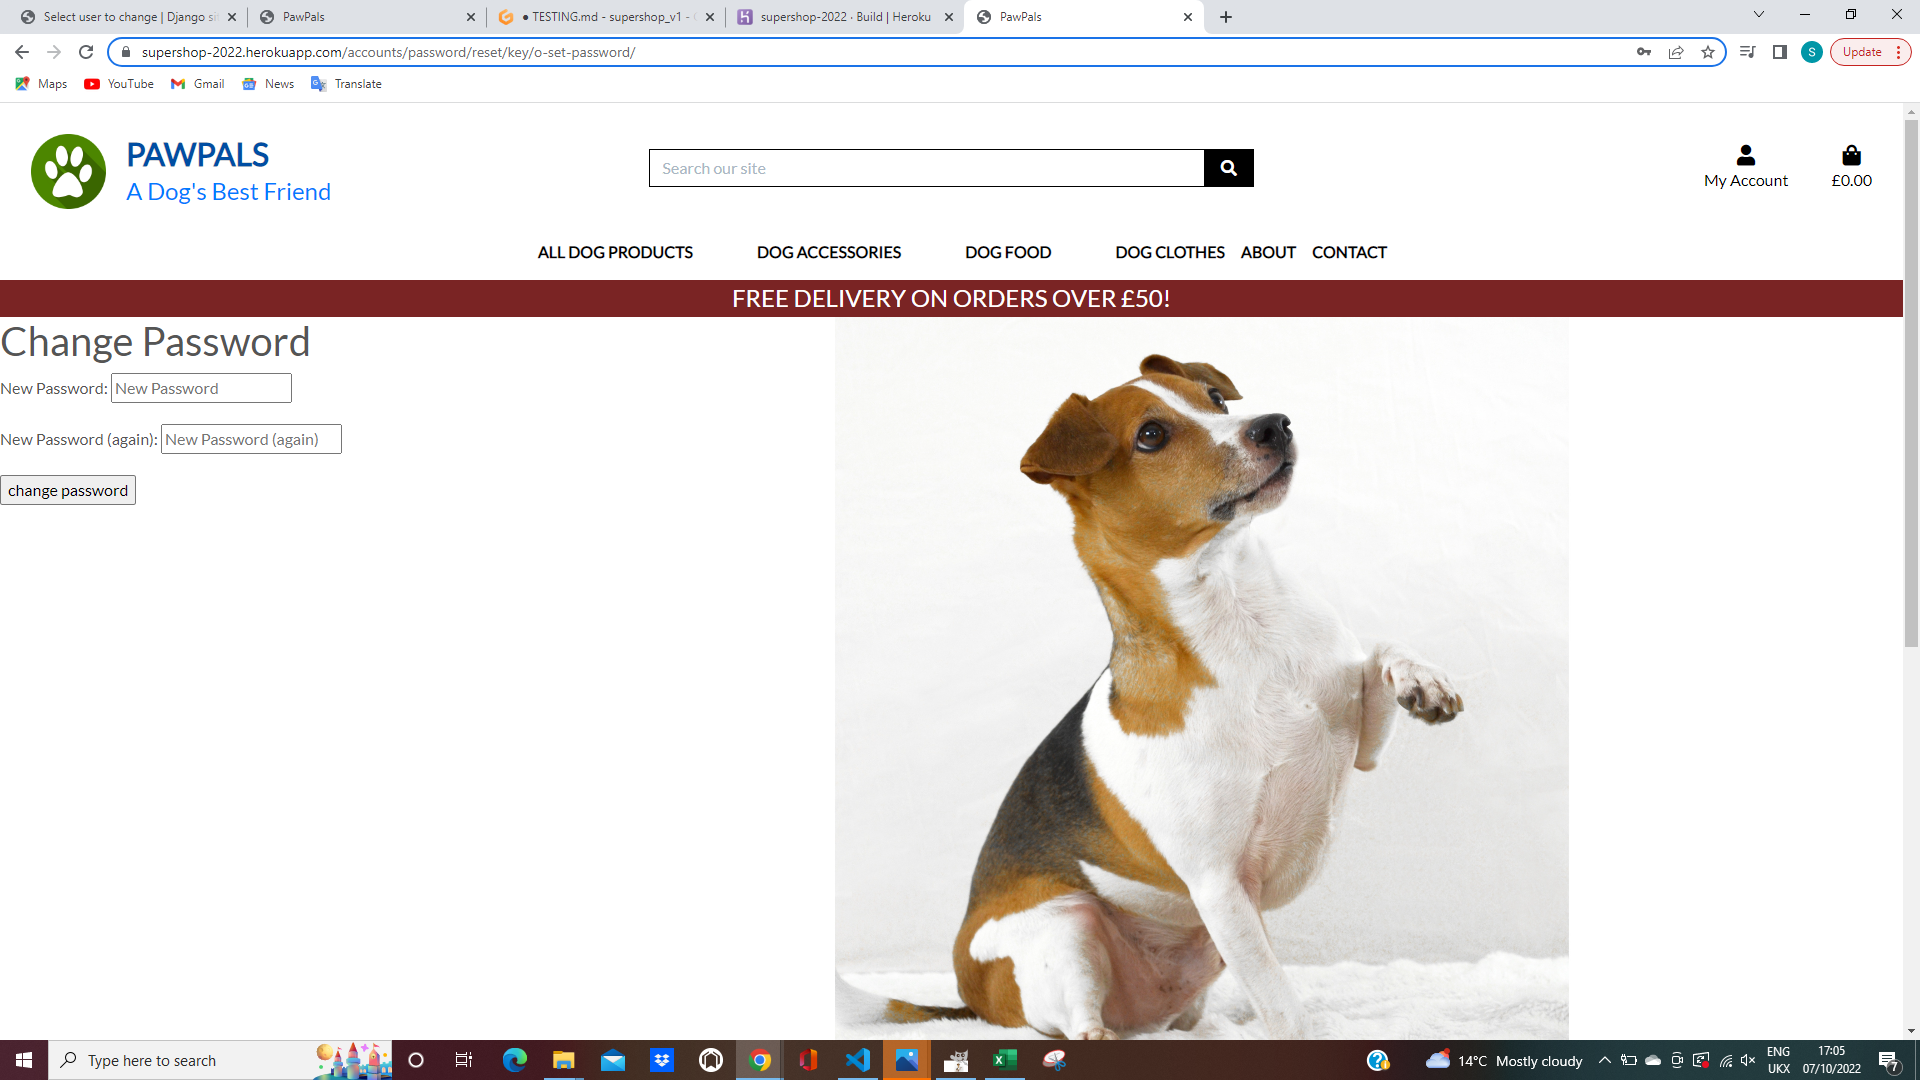 Select user to change | Django si
PawPals
● TESTING.md - supershop_v1 -
supershop-2022 · Build | Heroku
PawPals
supershop-2022.herokuapp.com/accounts/password/reset/key/o-set-password/
S
Update
Maps
YouTube
Gmail
News
Translate
PAWPALS
A Dog's Best Friend
Search our site
My Account
£0.00
ALL DOG PRODUCTS
DOG ACCESSORIES
DOG FOOD
DOG CLOTHES
ABOUT
CONTACT
FREE DELIVERY ON ORDERS OVER £50!
Change Password
New Password: New Password
New Password (again): New Password (again)
change password
Type here to search
14°C Mostly cloudy
ENG
UKX
17:05
07/10/2022
7